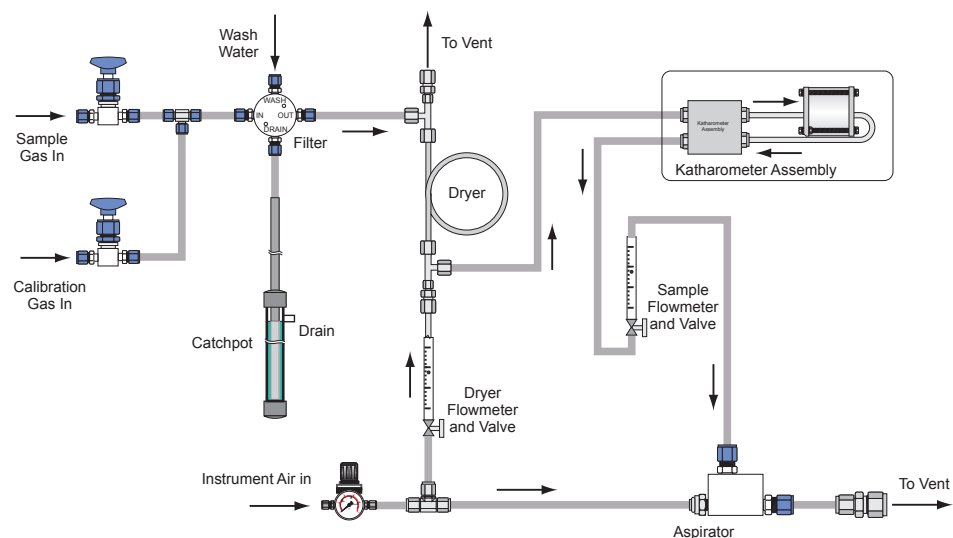 Wash
Water
To Vent
Sample
Gas In
WASH
IN
OUT
DRAIN
Filter
Katharometer
Assembly
Katharometer Assembly
Dryer
Calibration
Gas In
Catchpot
Drain
Sample
Flowmeter
and Valve
Dryer
Flowmeter
and Valve
Instrument Air in
To Vent
Aspirator